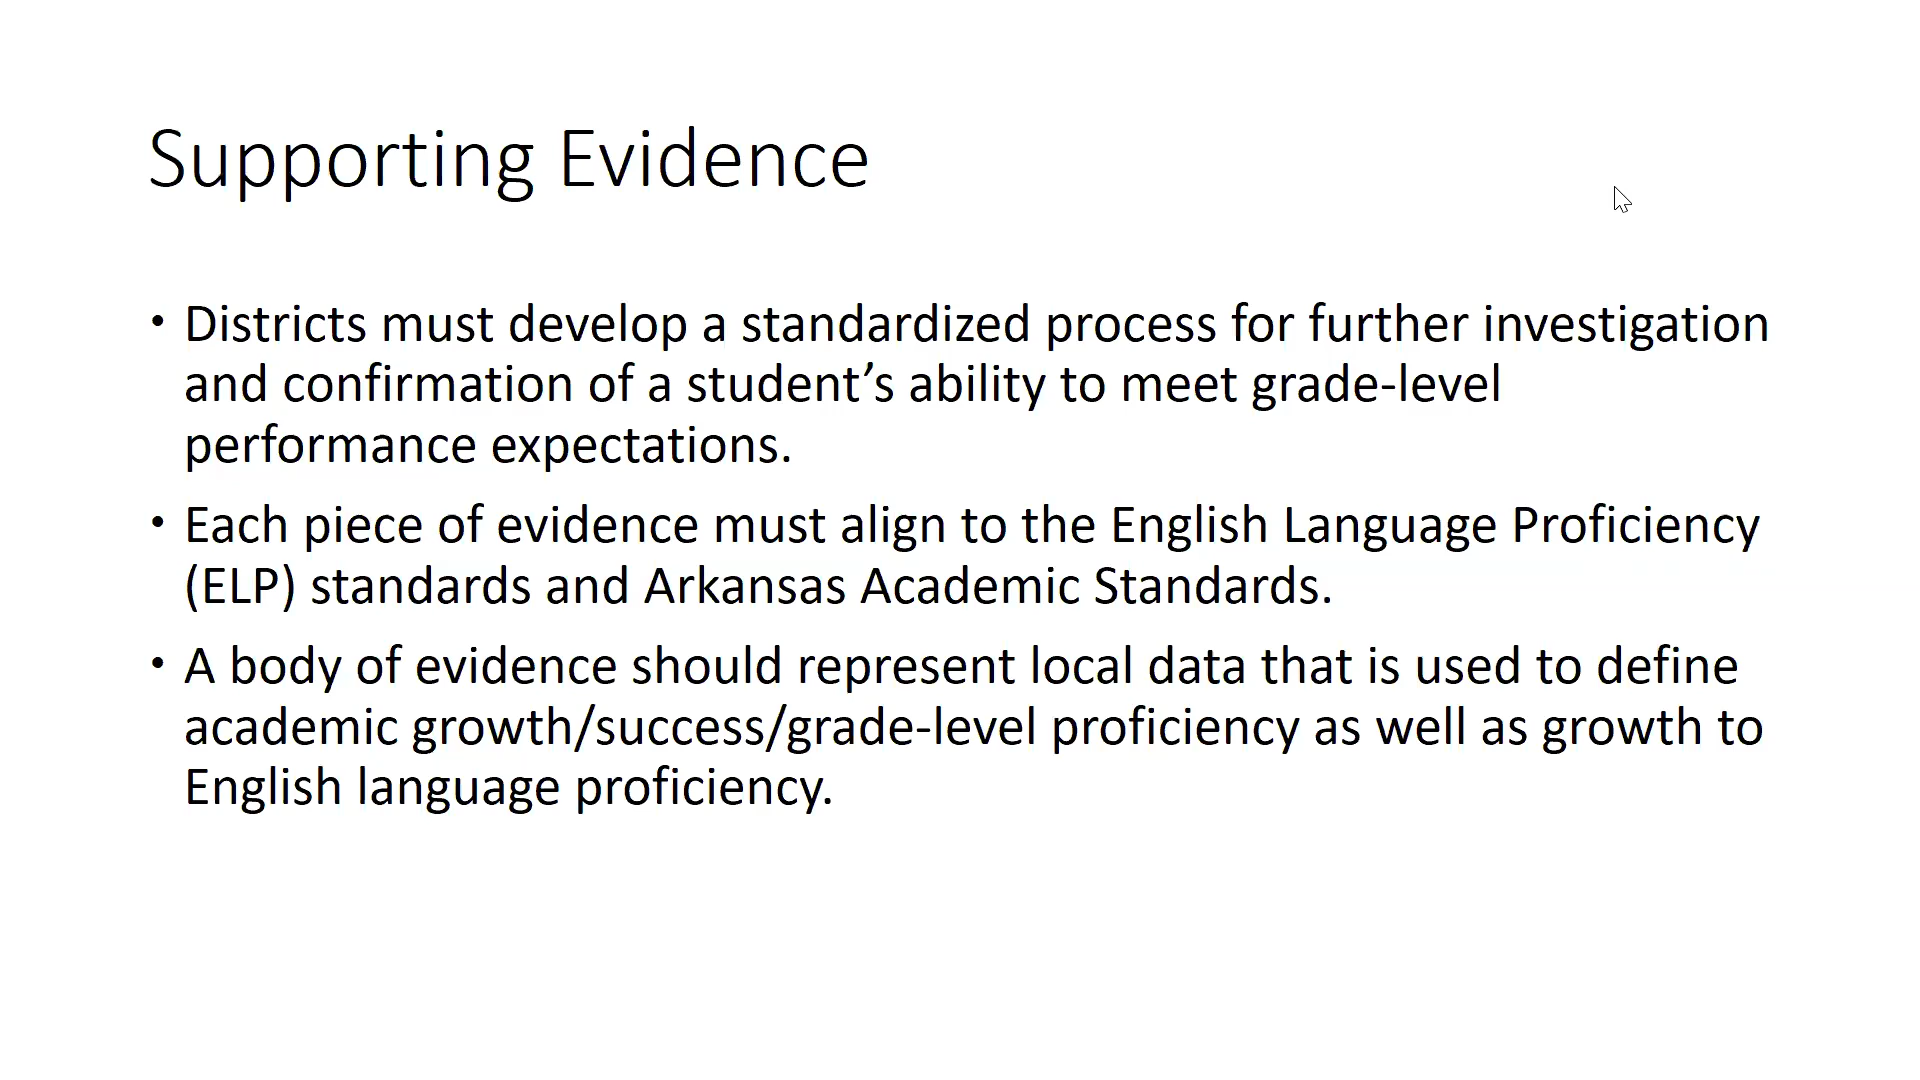 Supporting Evidence
• Districts must develop a standardized process for further investigation
and confirmation of a student’s ability to meet grade-level
performance expectations.
• Each piece of evidence must align to the English Language Proficiency
(ELP) standards and Arkansas Academic Standards.
• A body of evidence should represent local data that is used to define
academic growth/success/grade-level proficiency as well as growth to
English language proficiency.